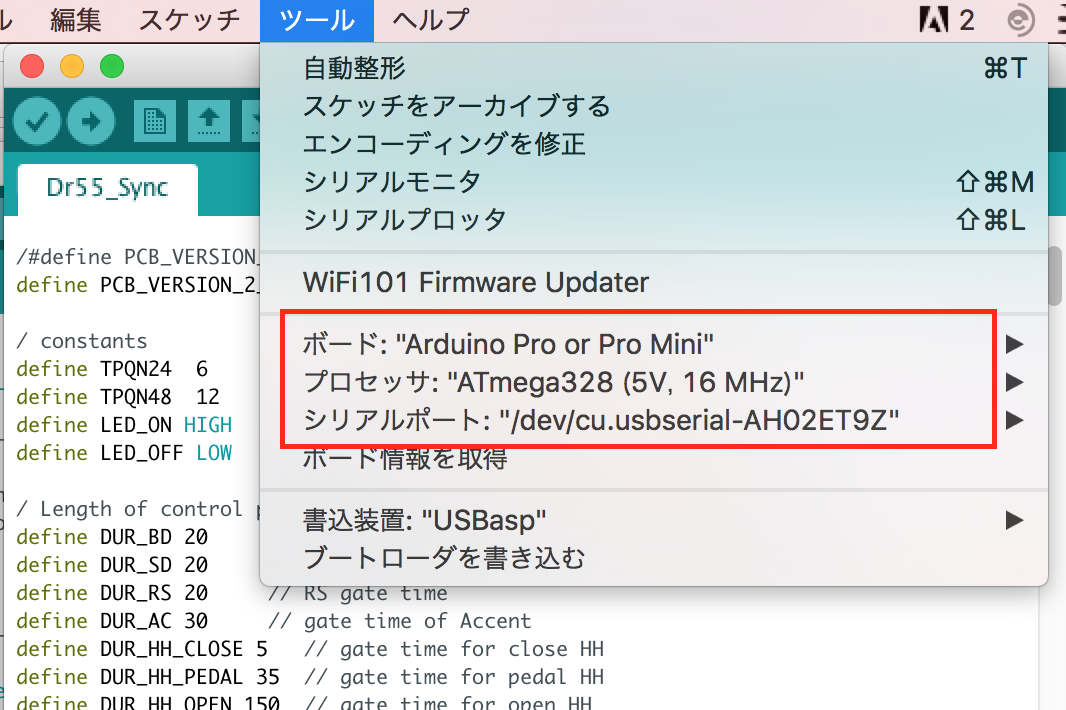 ル 編集 スケッチ ツール ヘルプ 2
自動整形 ⌘T
スケッチをアーカイブする
エンコーディングを修正
シリアルモニタ ⇧⌘M
シリアルプロッタ ⇧⌘L
WiFi101 Firmware Updater
ボード: "Arduino Pro or Pro Mini"
プロセッサ: "ATmega328 (5V, 16 MHz)"
シリアルポート: "/dev/cu.usbserial-AH02ET9Z"
ボード情報を取得
書込装置: "USBasp"
ブートローダを書き込む
Dr55_Sync
/#define PCB_VERSION_
define PCB_VERSION_2_
/ constants
define TPQN24 6
define TPQN48 12
define LED_ON HIGH
define LED_OFF LOW
/ Length of control
define DUR_BD 20
define DUR_SD 20
define DUR_RS 20 // RS gate time
define DUR_AC 30 // gate time of Accent
define DUR_HH_CLOSE 5 // gate time for close HH
define DUR_HH_PEDAL 35 // gate time for pedal HH
define DUR_HH_OPEN 150 // gate time for open HH